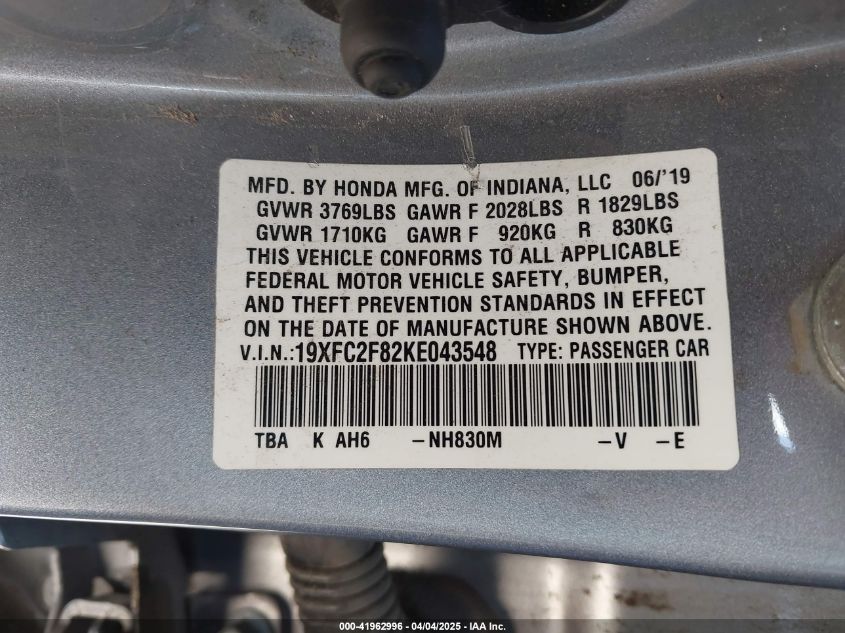 MFD. BY HONDA MFG. OF INDIANA, LLC 06/'19
GVWR 3769LBS GAWR F 2028LBS R 1829LBS
GVWR 1710KG GAWR F 920KG R 830KG
THIS VEHICLE CONFORMS TO ALL APPLICABLE
FEDERAL MOTOR VEHICLE SAFETY, BUMPER,
AND THEFT PREVENTION STANDARDS IN EFFECT
ON THE DATE OF MANUFACTURE SHOWN ABOVE.
V.I.N.:19XFC2F82KE043548 TYPE: PASSENGER CAR
TBA K AH6 –NH830M –V –E
000-41962996 - 04/04/2025 - IAA Inc.